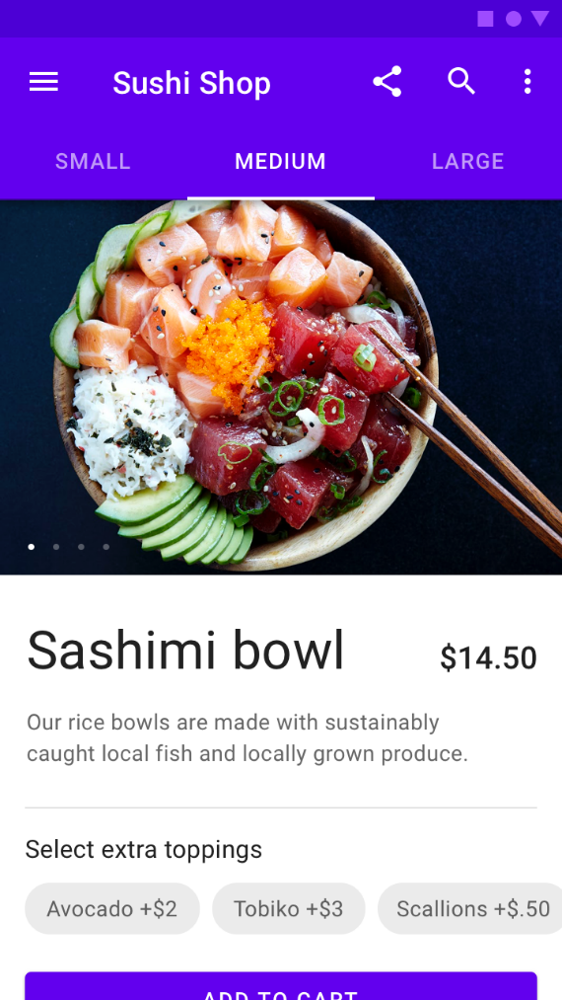 Sushi Shop
SMALL MEDIUM LARGE
Sashimi bowl $14.50
Our rice bowls are made with sustainably
caught local fish and locally grown produce.
Select extra toppings
Avocado +$2 Tobiko +$3 Scallions +$.50
ADD TO CART